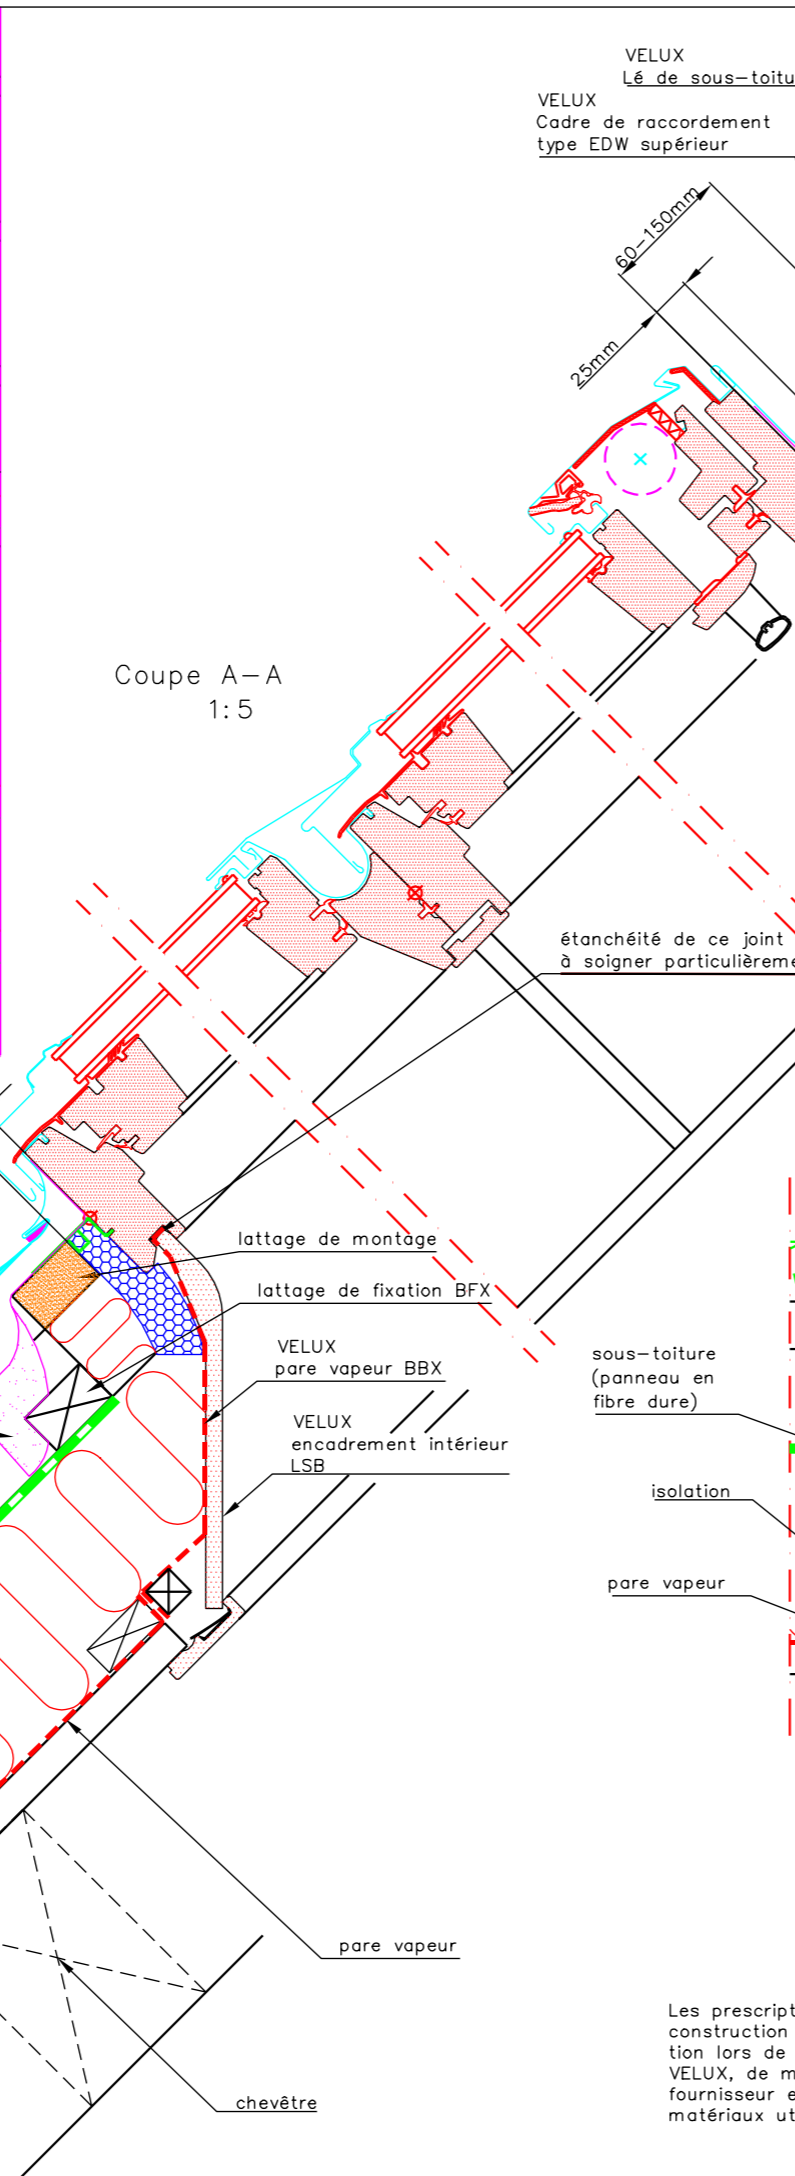 VELUX
Lé de sous-toitu
VELUX
Cadre de raccordement
type EDW supérieur
60-150mm
25mm
Coupe A-A
1:5
étanchéité de ce joint
à soigner particulièreme
lattage de montage
lattage de fixation BFX
VELUX
pare vapeur BBX
VELUX
encadrement intérieur
LSB
sous-toiture
(panneau en
fibre dure)
isolation
pare vapeur
pare vapeur
chevêtre
Les prescript
construction
tion lors de
VELUX, de m
fournisseur e
matériaux ut